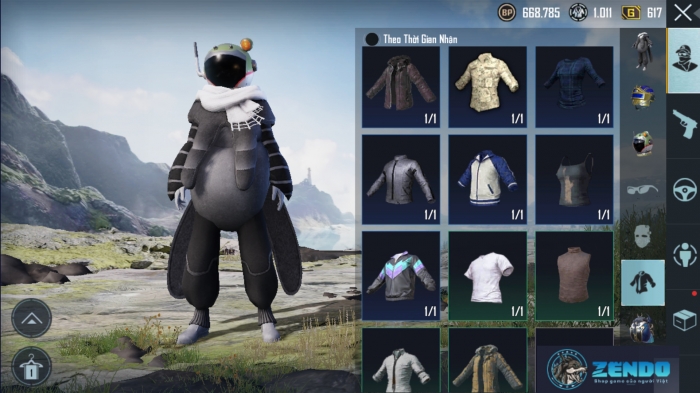 BP 668.785 1.011 G 617
Theo Thời Gian Nhận
1/1 1/1 1/1
1/1 1/1 1/1
1/1 1/1 1/1
ZENDO
Shop game của người Việt